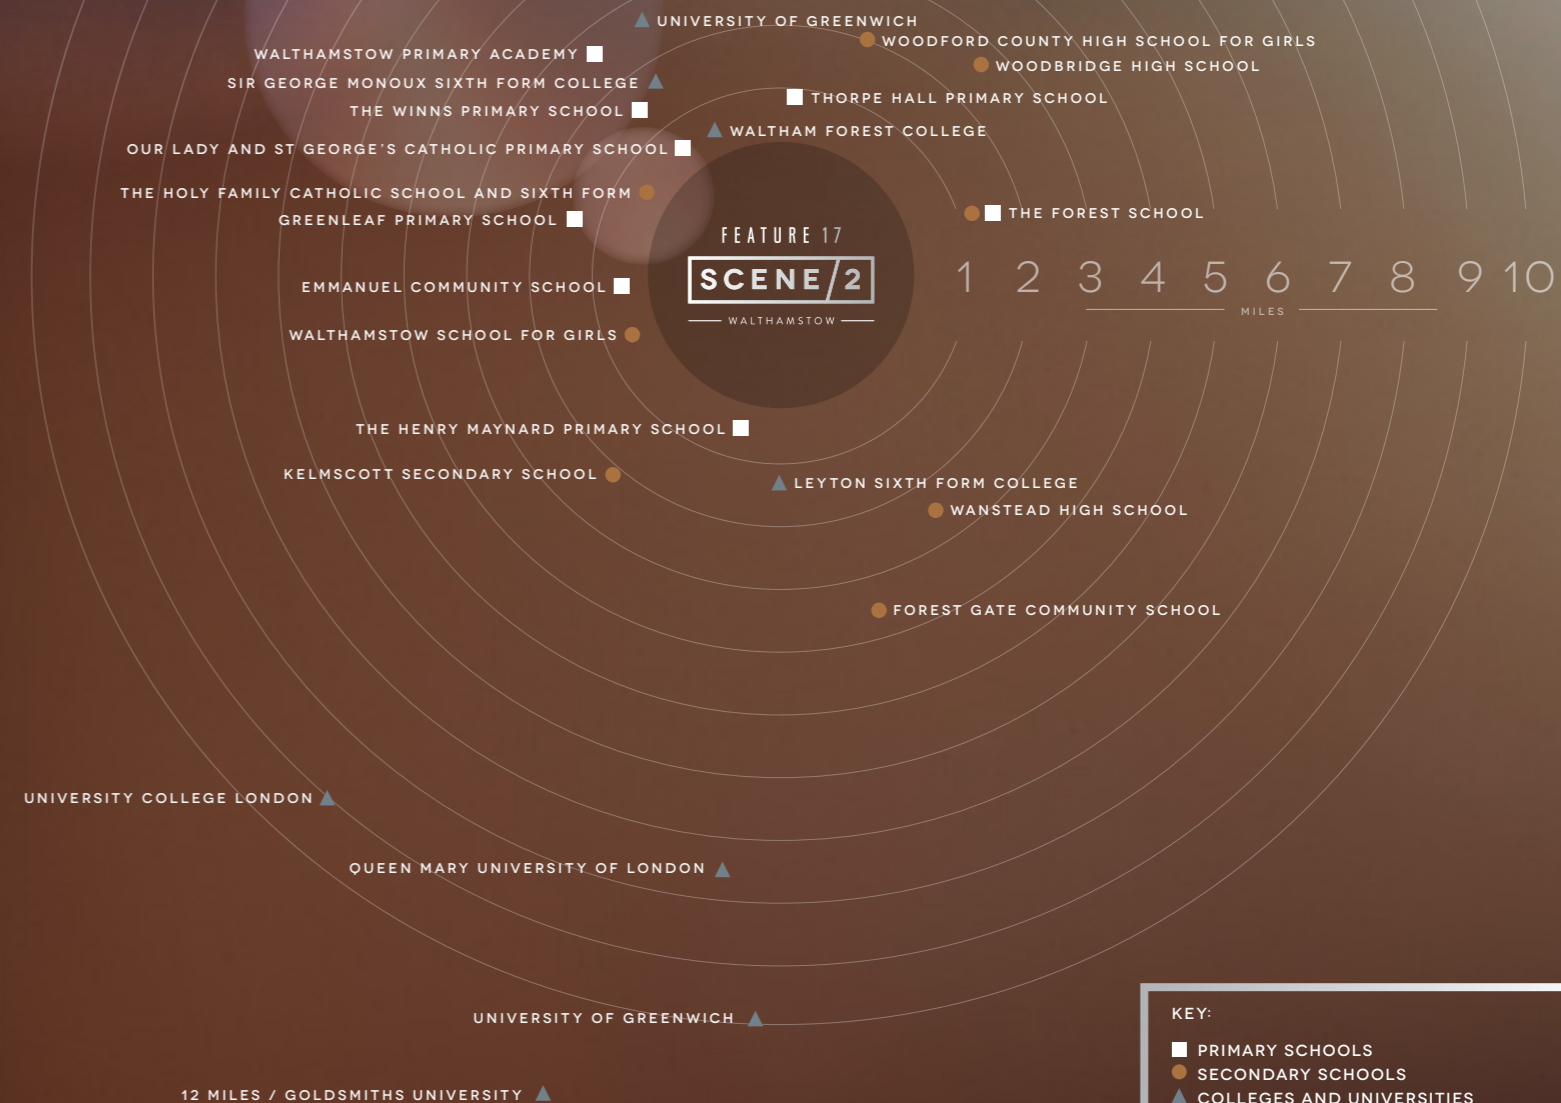 UNIVERSITY OF GREENWICH
WOODFORD COUNTY HIGH SCHOOL FOR GIRLS
WALTHAMSTOW PRIMARY ACADEMY
WOODBRIDGE HIGH SCHOOL
SIR GEORGE MONOUX SIXTH FORM COLLEGE
THORPE HALL PRIMARY SCHOOL
THE WINNS PRIMARY SCHOOL
WALTHAM FOREST COLLEGE
OUR LADY AND ST GEORGE'S CATHOLIC PRIMARY SCHOOL
THE HOLY FAMILY CATHOLIC SCHOOL AND SIXTH FORM
THE FOREST SCHOOL
GREENLEAF PRIMARY SCHOOL
FEATURE 17
SCENE/2
WALTHAMSTOW
1 2 3 4 5 6 7 8 9 10
MILES
EMMANUEL COMMUNITY SCHOOL
WALTHAMSTOW SCHOOL FOR GIRLS
THE HENRY MAYNARD PRIMARY SCHOOL
KELMSCOTT SECONDARY SCHOOL
LEYTON SIXTH FORM COLLEGE
WANSTEAD HIGH SCHOOL
FOREST GATE COMMUNITY SCHOOL
UNIVERSITY COLLEGE LONDON
QUEEN MARY UNIVERSITY OF LONDON
UNIVERSITY OF GREENWICH
12 MILES / GOLDSMITHS UNIVERSITY
KEY:
PRIMARY SCHOOLS
SECONDARY SCHOOLS
COLLEGES AND UNIVERSITIES